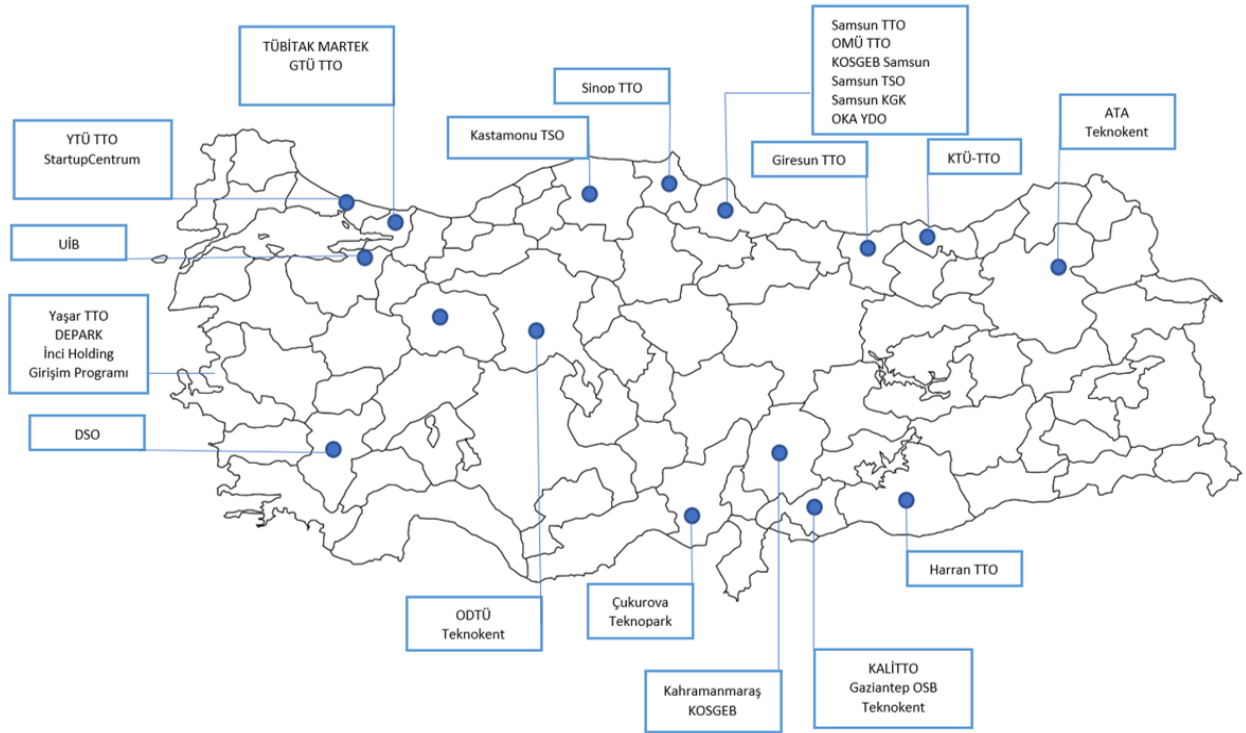 TÜBİTAK MARTEK
GTÜ TTO
Samsun TTO
OMÜ TTO
KOSGEB Samsun
Samsun TSO
Samsun KGK
OKA YDO
Sinop TTO
ATA
Teknokent
YTÜ TTO
StartupCentrum
Kastamonu TSO
Giresun TTO
KTÜ-TTO
UİB
Yaşar TTO
DEPARK
İnci Holding
Girişim Programı
DSO
Harran TTO
ODTÜ
Teknokent
Çukurova
Teknopark
Kahramanmaraş
KOSGEB
KALİTTO
Gaziantep OSB
Teknokent